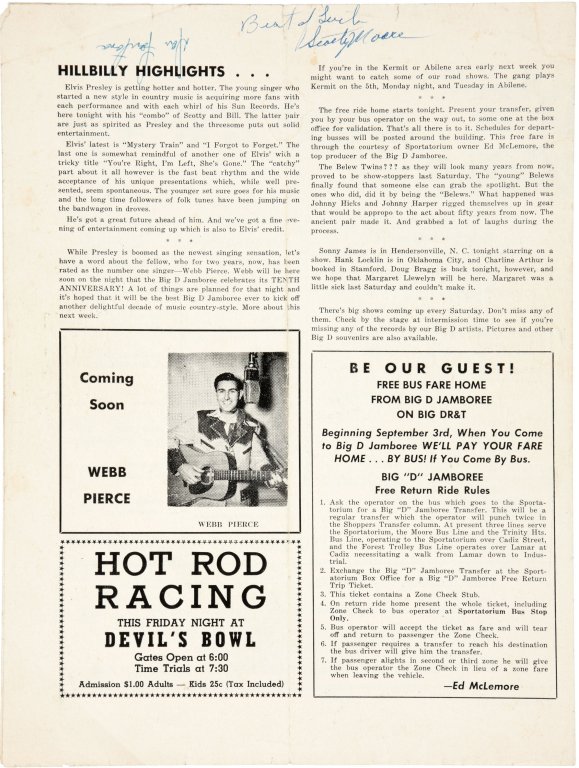 Best of Luck
Scotty Moore
HILLBILLY HIGHLIGHTS . . .
Elvis Presley is getting hotter and hotter. The young singer who
started a new style in country music is acquiring more fans with
each performance and with each whirl of his Sun Records. He's
here tonight with his "combo" of Scotty and Bill. The latter pair
are just as spirited as Presley and the threesome puts out solid
entertainment.
Elvis' latest is "Mystery Train" and "I Forgot to Forget." The
last one is somewhat remindful of another one of Elvis' with a
tricky title "You're Right, I'm Left, She's Gone." The "catchy"
part about it all however is the fast beat rhythm and the wide
acceptance of his unique presentations which, while well pre-
sented, seem spontaneous. The younger set sure goes for his music
and the long time followers of folk tunes have been jumping on
the bandwagon in droves.
He's got a great future ahead of him. And we've got a fine eve-
ning of entertainment coming up which is also to Elvis' credit.
* * *
While Presley is boomed as the newest singing sensation, let's
have a word about the fellow, who for two years, now, has been
rated as the number one singer—Webb Pierce. Webb will be here
soon on the night that the Big D Jamboree celebrates its TENTH
ANNIVERSARY! A lot of things are planned for that night and
it's hoped that it will be the best Big D Jamboree ever to kick off
another delightful decade of music country-style. More about this
next week.
Coming
Soon
WEBB
PIERCE
WEBB PIERCE
HOT ROD
RACING
THIS FRIDAY NIGHT AT
DEVIL'S BOWL
Gates Open at 6:00
Time Trials at 7:30
Admission $1.00 Adults — Kids 25c (Tax Included)
If you're in the Kermit or Abilene area early next week you
might want to catch some of our road shows. The gang plays
Kermit on the 5th, Monday night, and Tuesday in Abilene.
* * *
The free ride home starts tonight. Present your transfer, given
you by your bus operator on the way out, to some one at the box
office for validation. That's all there is to it. Schedules for depart-
ing busses will be posted around the building. This free fare is
through the courtesy of Sportatorium owner Ed McLemore, the
top producer of the Big D Jamboree.
The Belew Twins??? as they will look many years from now,
proved to be show-stoppers last Saturday. The "young" Belews
finally found that someone else can grab the spotlight. But the
ones who did, did it by being the "Belews." What happened was
Johnny Hicks and Johnny Harper rigged themselves up in gear
that would be appropo to the act about fifty years from now. The
ancient pair made it. And grabbed a lot of laughs during the
process.
* * *
Sonny James is in Hendersonville, N. C. tonight starring on a
show. Hank Locklin is in Oklahoma City, and Charline Arthur is
booked in Stamford. Doug Bragg is back tonight, however, and
we hope that Margaret Llewelyn will be here. Margaret was a
little sick last Saturday and couldn't make it.
* * *
There's big shows coming up every Saturday. Don't miss any of
them. Check by the stage at intermission time to see if you're
missing any of the records by our Big D artists. Pictures and other
Big D souvenirs are also available.
BE OUR GUEST!
FREE BUS FARE HOME
FROM BIG D JAMBOREE
ON BIG DR&T
Beginning September 3rd, When You Come
to Big D Jamboree WE'LL PAY YOUR FARE
HOME . . . BY BUS! If You Come By Bus.
BIG "D" JAMBOREE
Free Return Ride Rules
1. Ask the operator on the bus which goes to the Sporta-
torium for a Big "D" Jamboree Transfer. This will be a
regular transfer which the operator will punch twice in
the Shoppers Transfer column. At present three lines serve
the Sportatorium, the Moore Bus Line and the Trinity Hts.
Bus Line, operating to the Sportatorium over Cadiz Street,
and the Forest Trolley Bus Line operates over Lamar at
Cadiz necessitating a walk from Lamar down to Indus-
trial.
2. Exchange the Big "D" Jamboree Transfer at the Sport-
atorium Box Office for a Big "D" Jamboree Free Return
Trip Ticket.
3. This ticket contains a Zone Check Stub.
4. On return ride home present the whole ticket, including
Zone Check to bus operator at Sportatorium Bus Stop
Only.
5. Bus operator will accept the ticket as fare and will tear
off and return to passenger the Zone Check.
6. If passenger requires a transfer to reach his destination
the bus driver will give him the transfer.
7. If passenger alights in second or third zone he will give
the bus operator the Zone Check in lieu of a zone fare
when leaving the vehicle.
—Ed McLemore